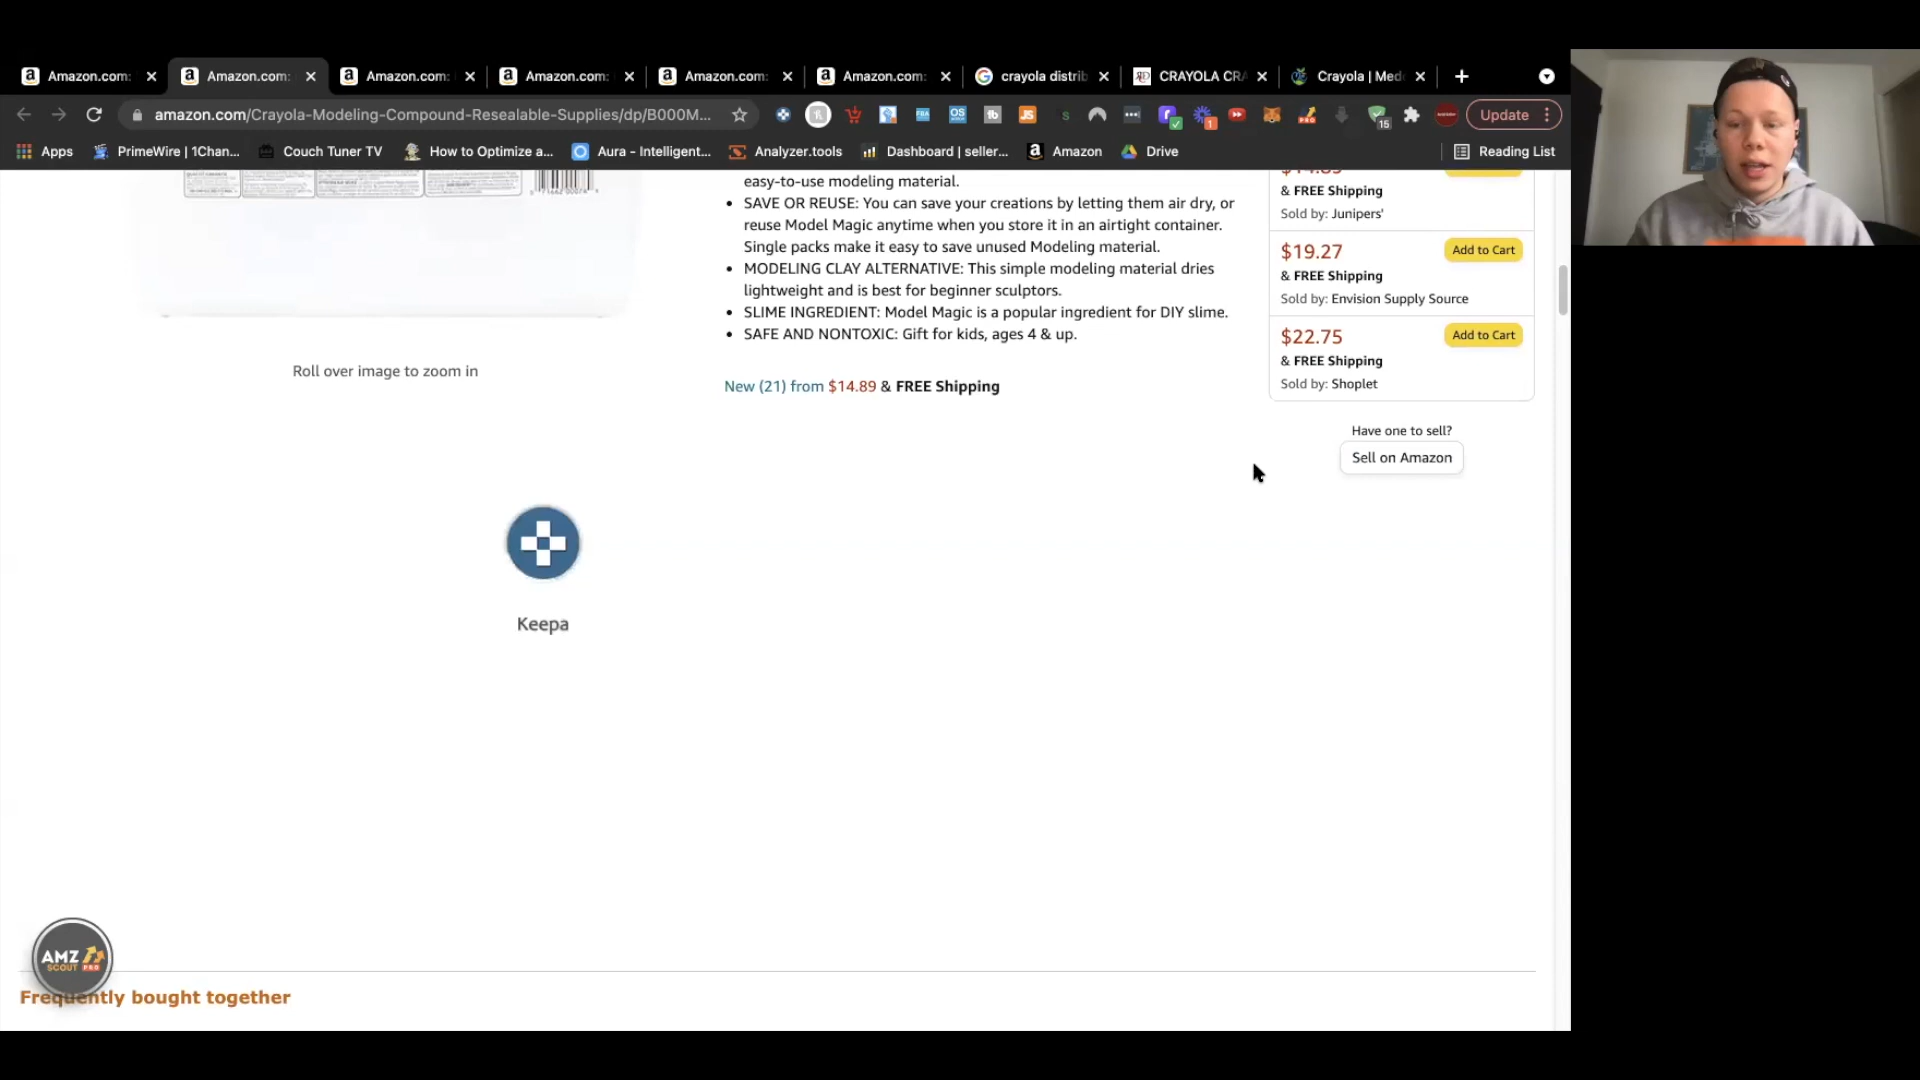 Amazon.com:
Amazon.com:
Amazon.com:
Amazon.com:
Amazon.com:
Amazon.com:
crayola distrib
CRAYOLA CRA
Crayola | Med
amazon.com/Crayola-Modeling-Compound-Resealable-Supplies/dp/B000M...
Update
Apps
PrimeWire | 1Chan...
Couch Tuner TV
How to Optimize a...
Aura - Intelligent...
Analyzer.tools
Dashboard | seller...
Amazon
Drive
Reading List
easy-to-use modeling material.
• SAVE OR REUSE: You can save your creations by letting them air dry, or
reuse Model Magic anytime when you store it in an airtight container.
Single packs make it easy to save unused Modeling material.
• MODELING CLAY ALTERNATIVE: This simple modeling material dries
lightweight and is best for beginner sculptors.
• SLIME INGREDIENT: Model Magic is a popular ingredient for DIY slime.
• SAFE AND NONTOXIC: Gift for kids, ages 4 & up.
Roll over image to zoom in
New (21) from $14.89 & FREE Shipping
& FREE Shipping
Sold by: Junipers'
$19.27
Add to Cart
& FREE Shipping
Sold by: Envision Supply Source
$22.75
Add to Cart
& FREE Shipping
Sold by: Shoplet
Have one to sell?
Sell on Amazon
Keepa
AMZ
SCOUT PRO
Frequently bought together